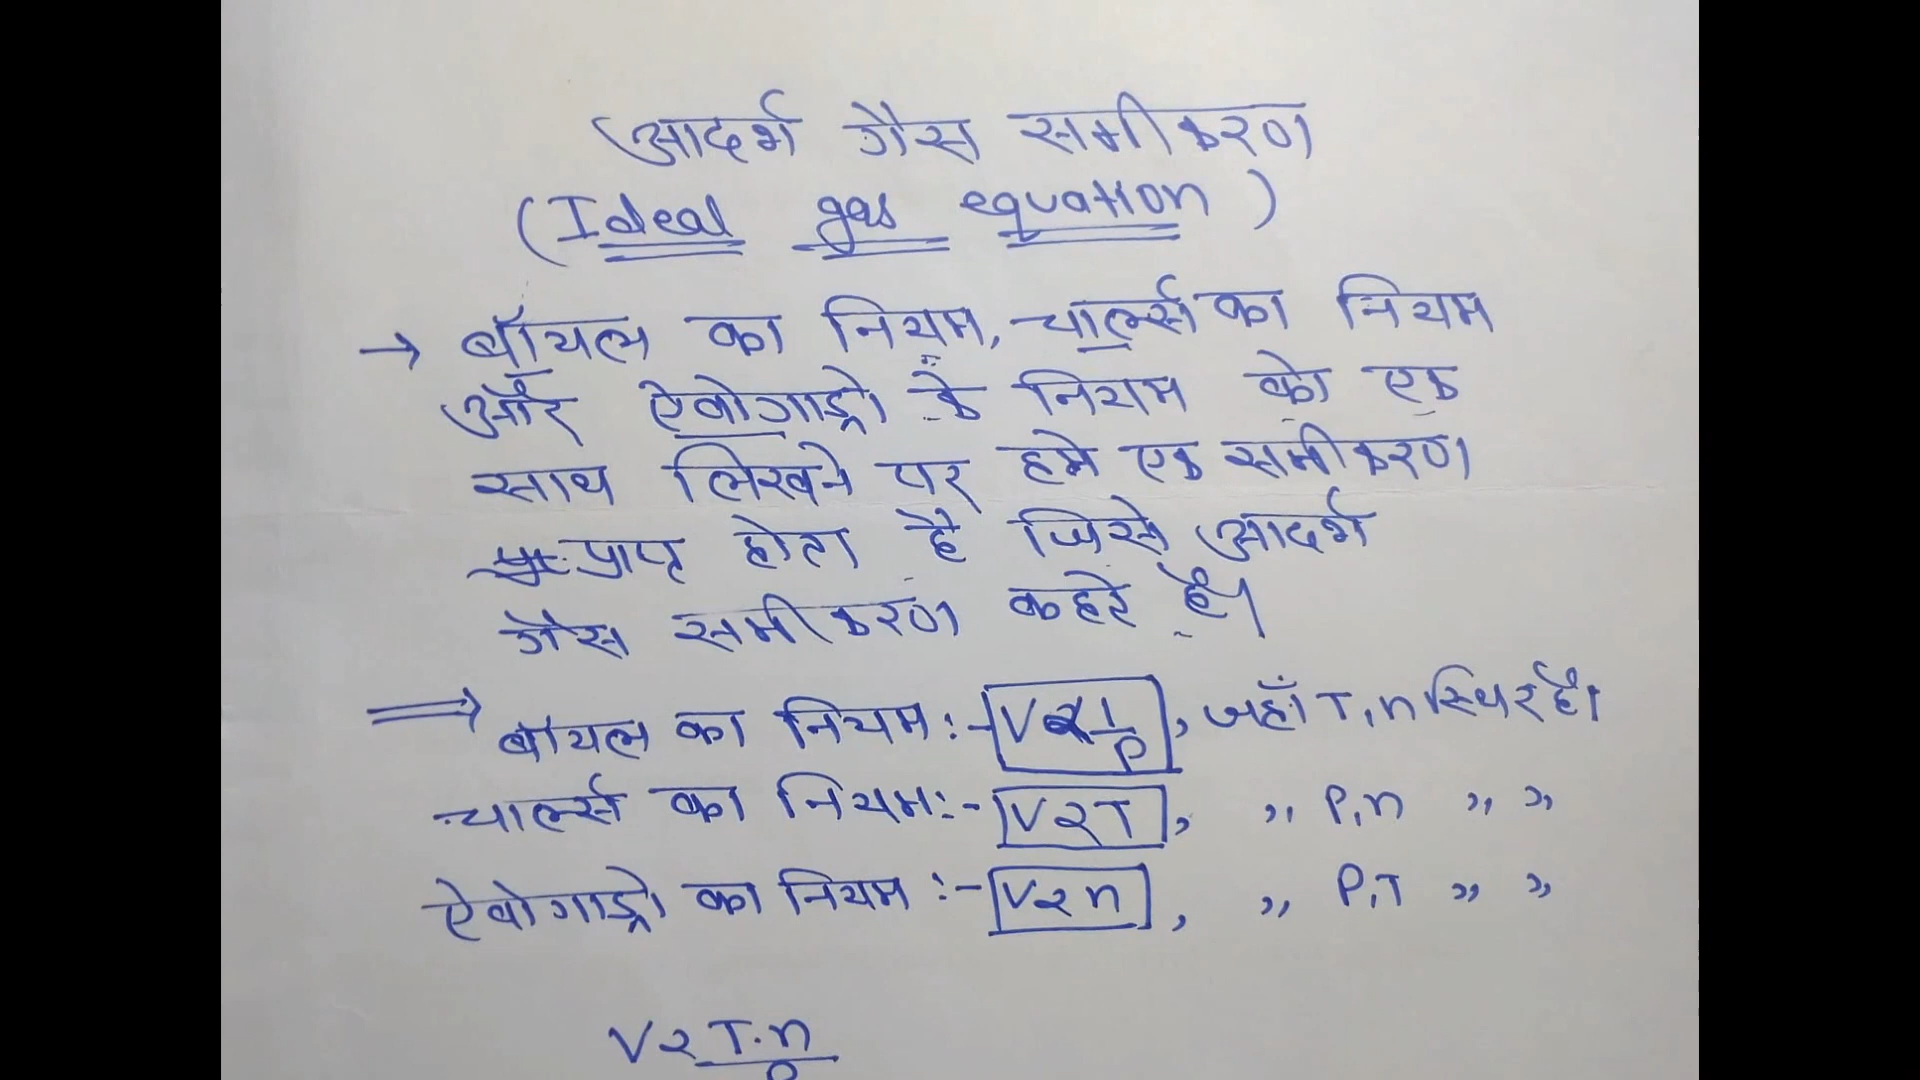 आदर्श गैस समीकरण
(Ideal gas equation)
→ बॉयल का नियम, चार्ल्स का नियम
और ऐवोगाड्रो के नियम को एक
साथ लिखने पर हमे एक समीकरण
प्राप्त होता है जिसे आदर्श
गैस समीकरण कहते है।
⇒ बॉयल का नियम :- V ∝ 1/P, जहाँ T, n स्थिर है।
चार्ल्स का नियम :- V ∝ T, ,, P, n ,, ,,
ऐवोगाड्रो का नियम :- V ∝ n, ,, P, T ,, ,,
V ∝ T.n/P